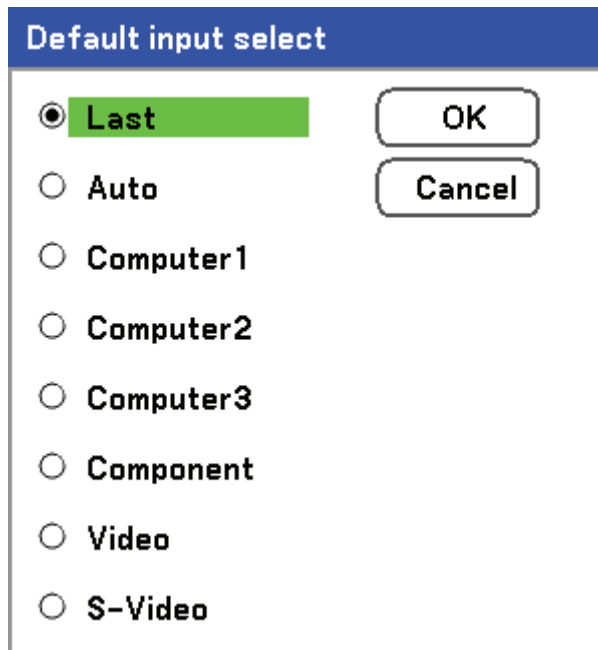 Default input select
Last
OK
Auto
Cancel
Computer1
Computer2
Computer3
Component
Video
S-Video